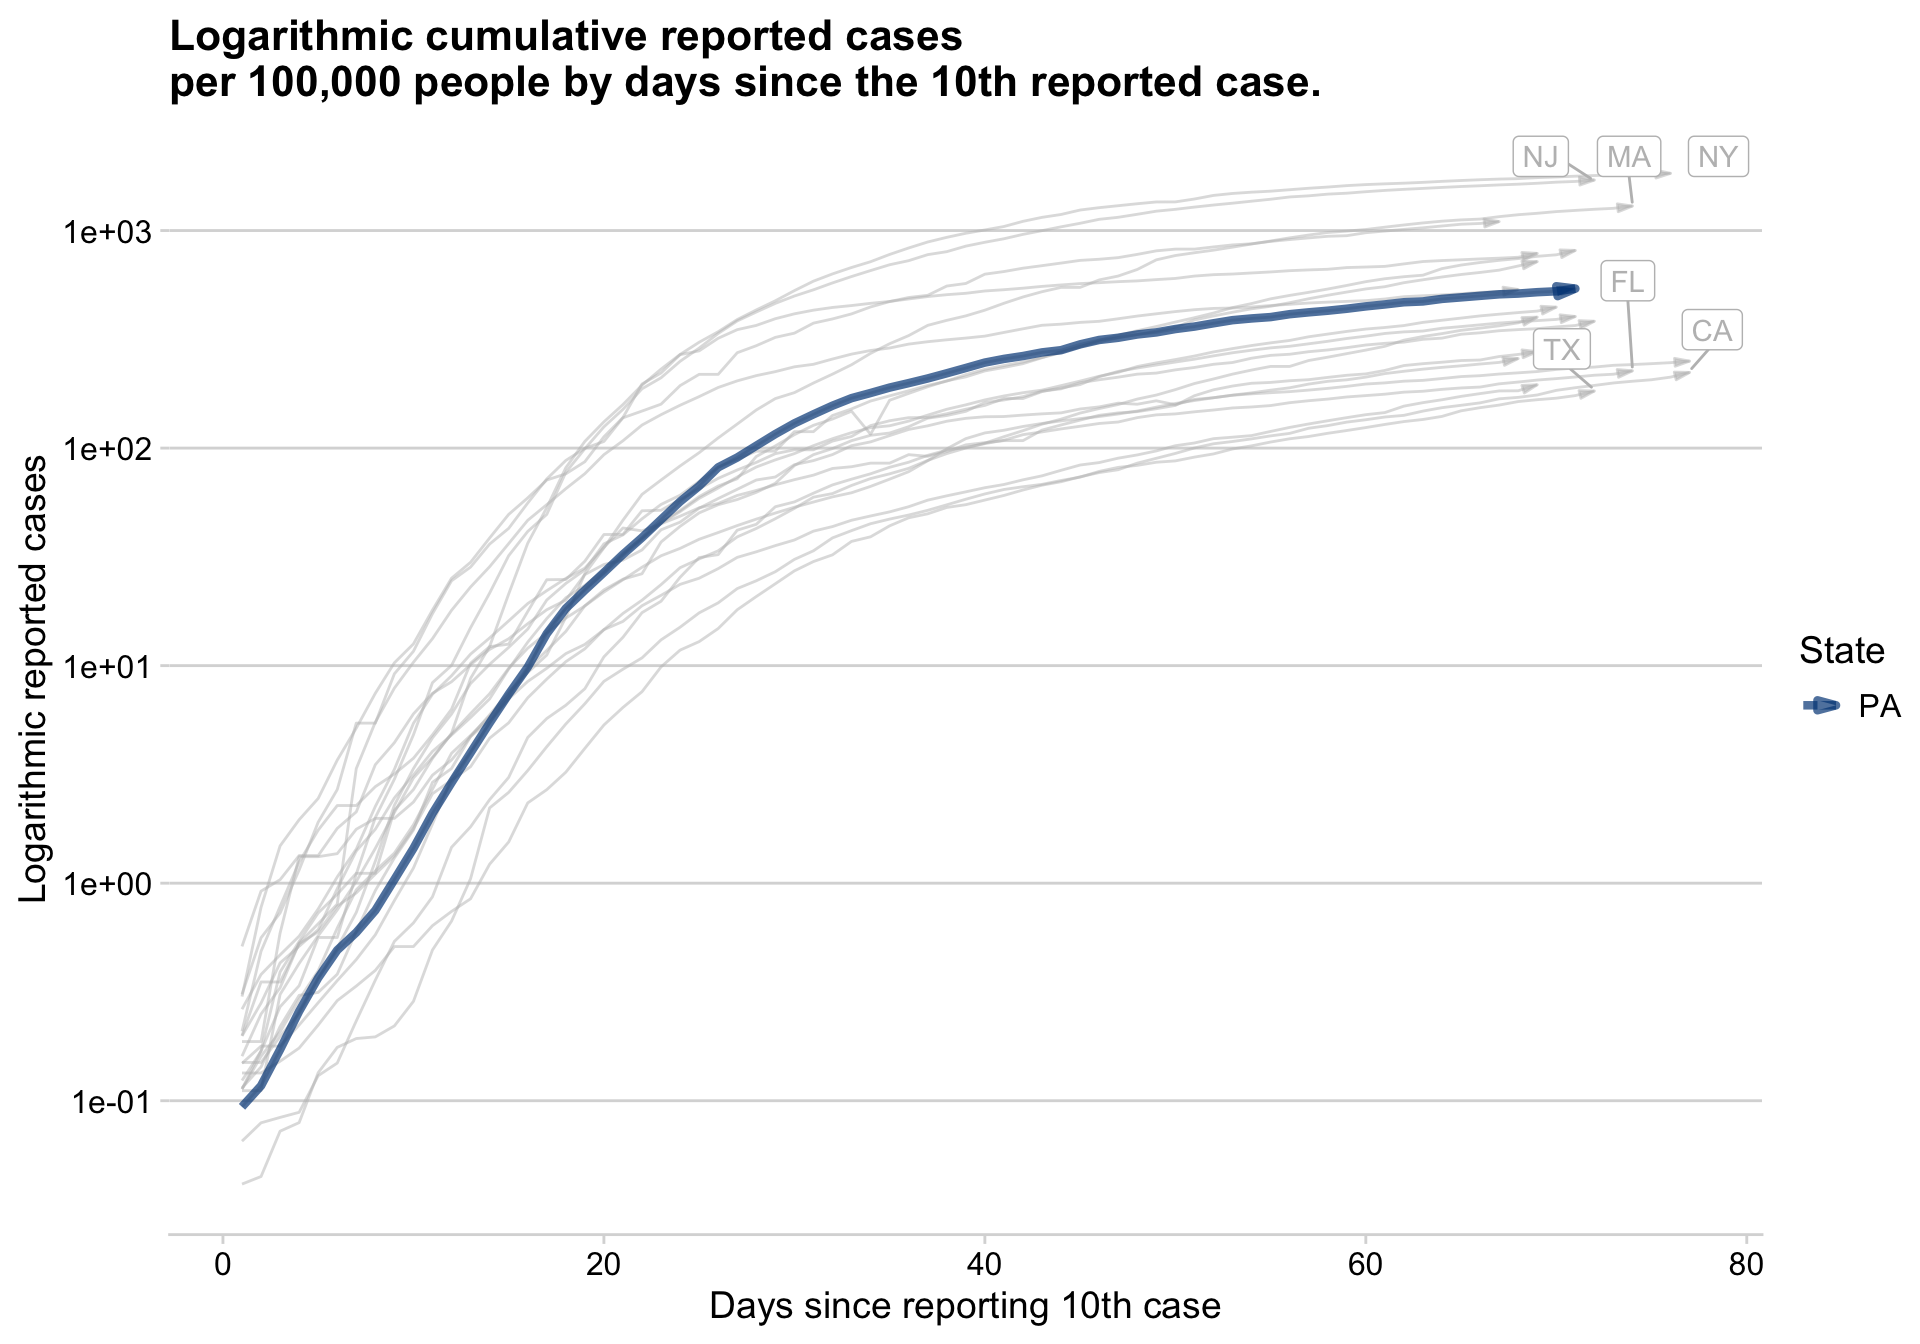 Logarithmic cumulative reported cases
per 100,000 people by days since the 10th reported case.
NJ
MA
NY
1e+03
FL
CA
TX
1e+02
1e+01
1e+00
1e-01
Logarithmic reported cases
State
PA
0
20
40
60
80
Days since reporting 10th case